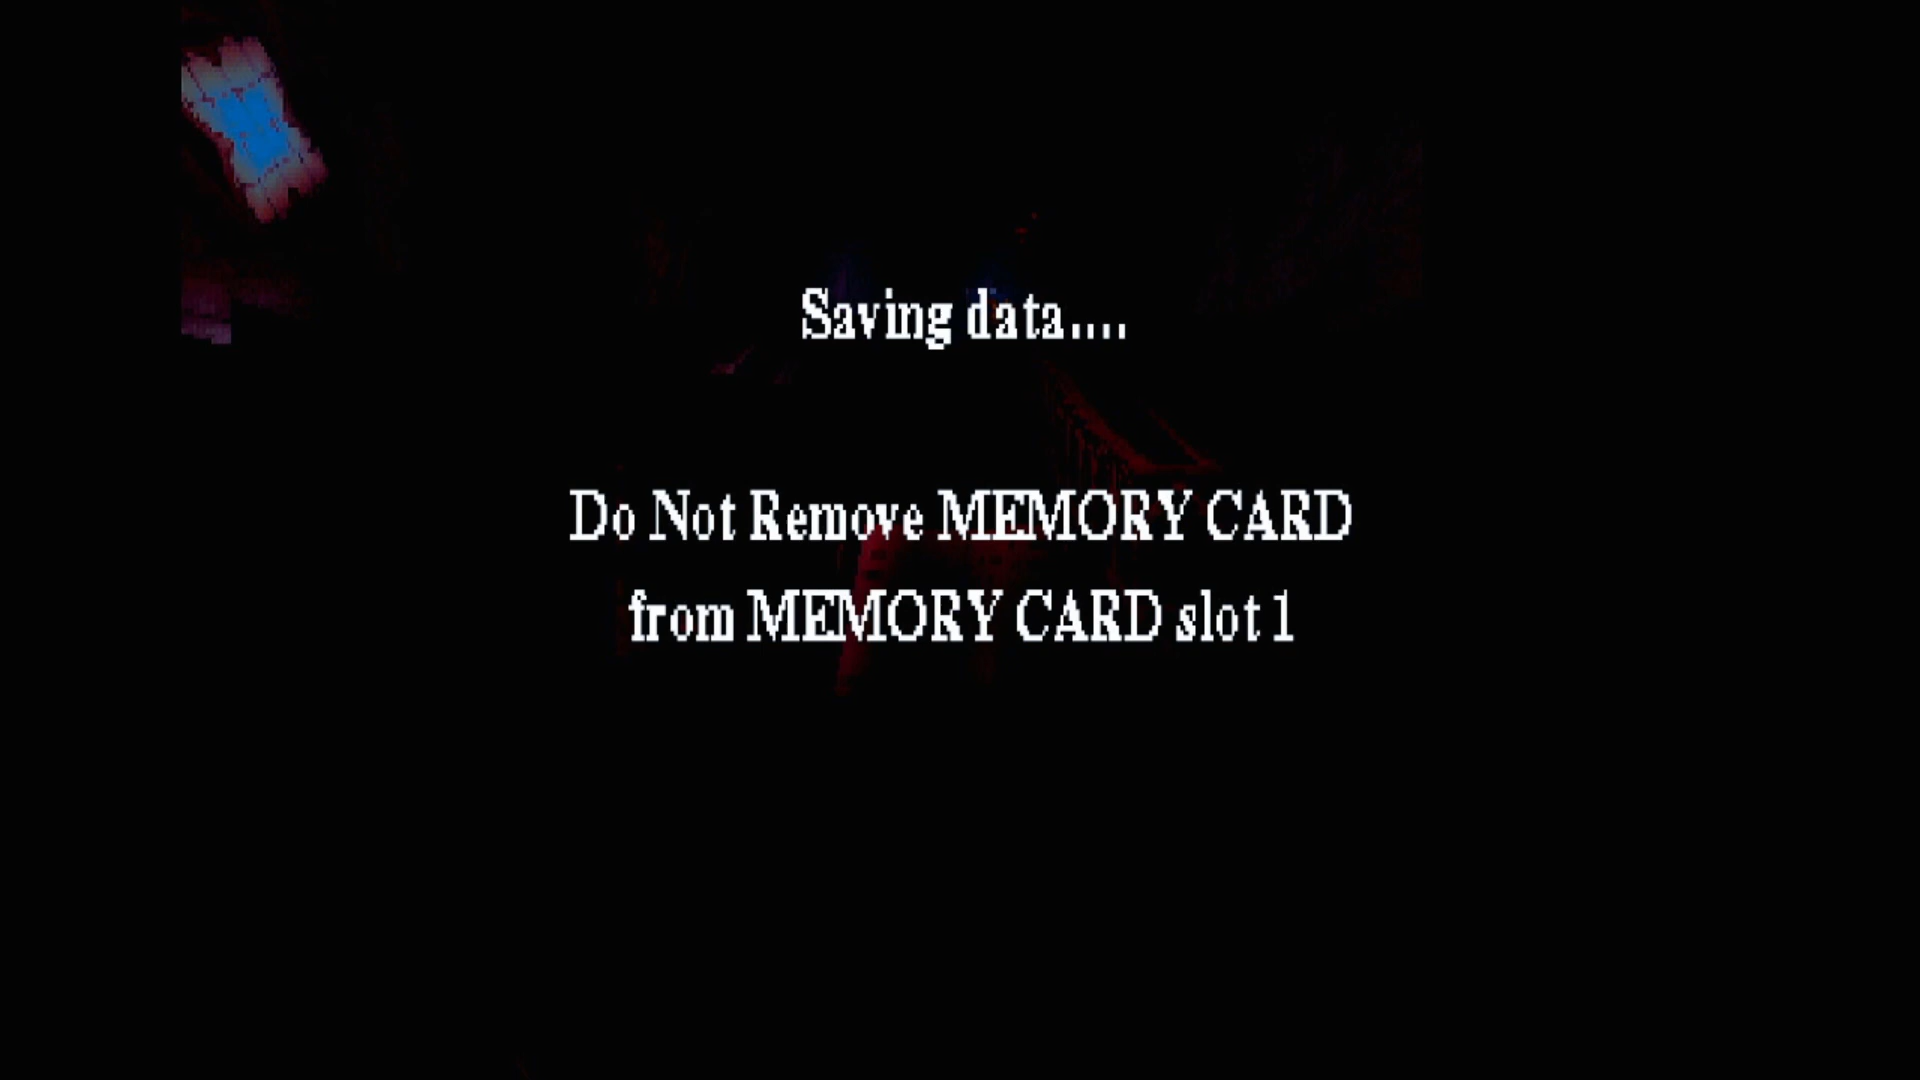 Saving data....
Do Not Remove MEMORY CARD
from MEMORY CARD slot 1